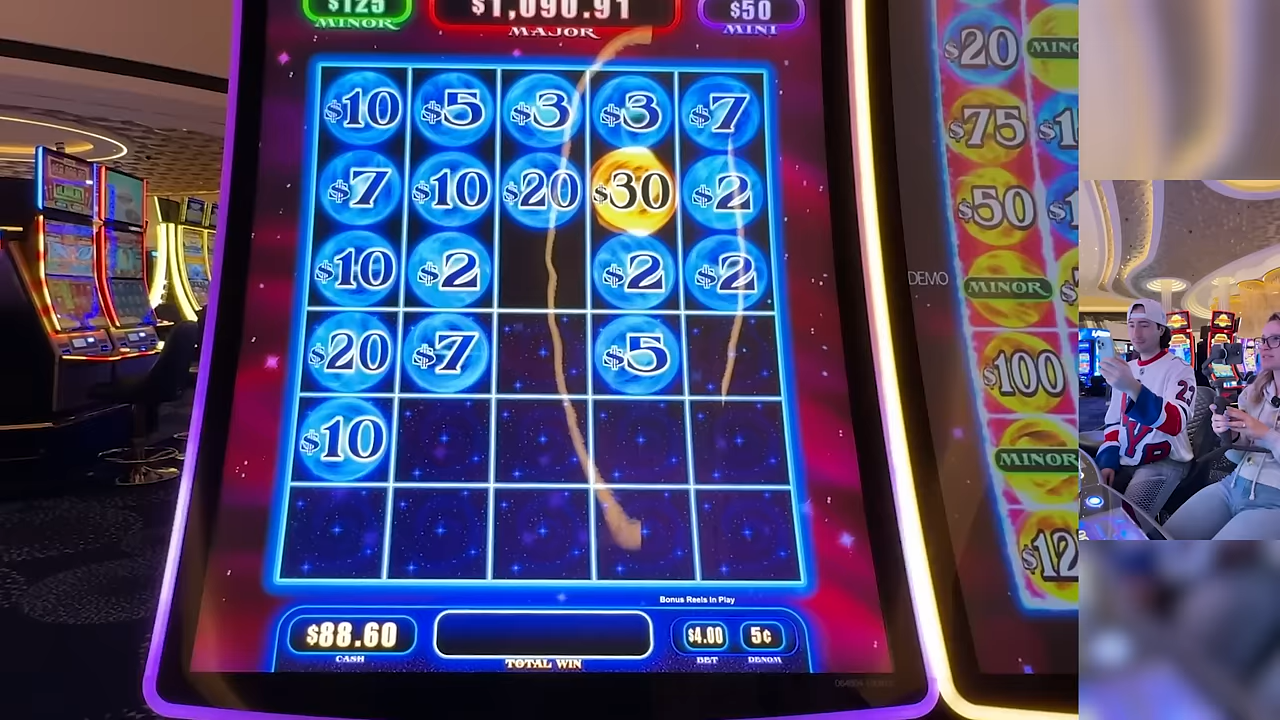 $125 $1,090.91 $50
MINOR MAJOR MINI
$10 $5 $3 $3 $7
$7 $10 $20 $30 $2
$10 $2 $2 $2
$20 $7 $5
$10
Bonus Reels In Play
$88.60 $4.00 5¢
CASH TOTAL WIN BET DENOM
DEMO
$20
$75
$50
MINOR
$100
MINOR
23